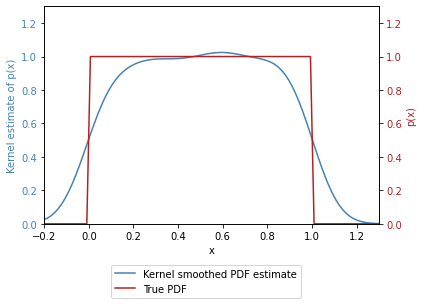 Kernel estimate of p(x)
1.2
1.0
0.8
0.6
0.4
0.2
0.0
-0.2 0.0 0.2 0.4 0.6 0.8 1.0 1.2
x
1.2
1.0
0.8
0.6
0.4
0.2
0.0
p(x)
Kernel smoothed PDF estimate
True PDF